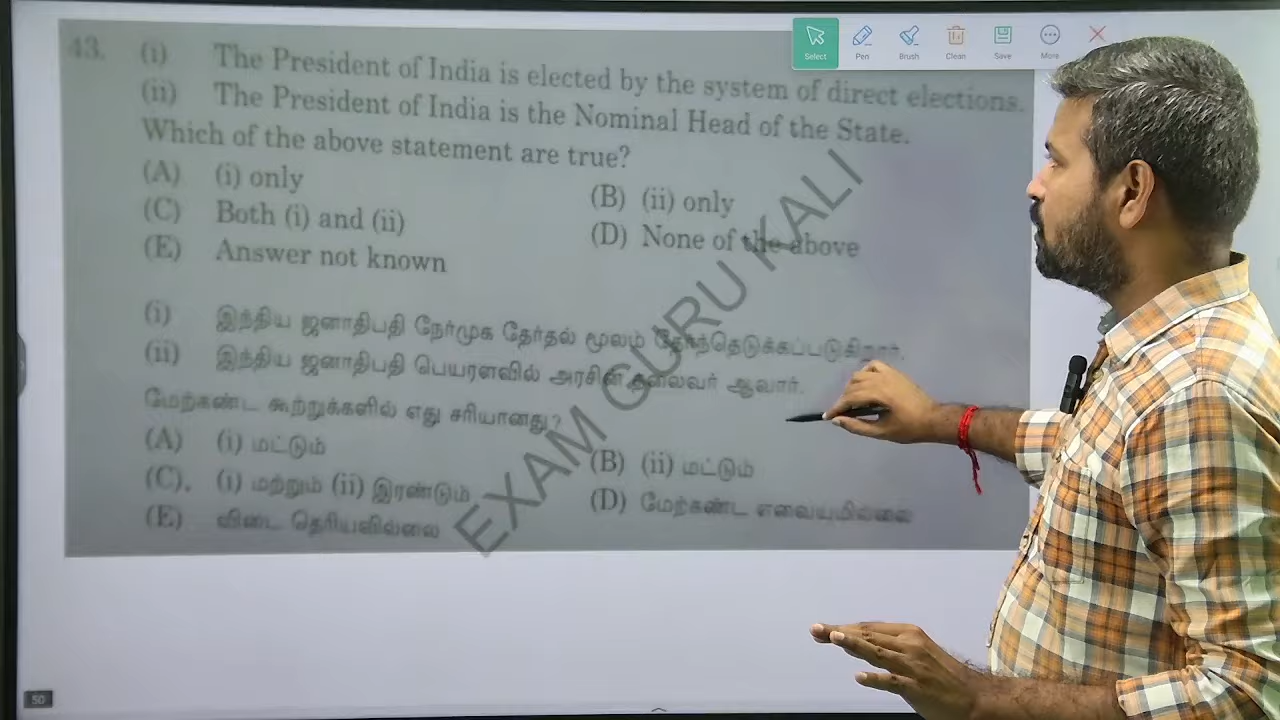 Select Pen Brush Clean Save More
43. (i) The President of India is elected by the system of direct elections.
(ii) The President of India is the Nominal Head of the State.
Which of the above statement are true?
(A) (i) only
(B) (ii) only
(C) Both (i) and (ii)
(D) None of the above
(E) Answer not known
(i) இந்திய ஜனாதிபதி நேர்முக தேர்தல் மூலம் தேர்ந்தெடுக்கப்படுகிறார்.
(ii) இந்திய ஜனாதிபதி பெயரளவில் அரசின் தலைவர் ஆவார்.
மேற்கண்ட கூற்றுக்களில் எது சரியானது?
(A) (i) மட்டும்
(B) (ii) மட்டும்
(C). (i) மற்றும் (ii) இரண்டும்
(D) மேற்கண்ட எவையுமில்லை
(E) விடை தெரியவில்லை
EXAM GURU KALI
50